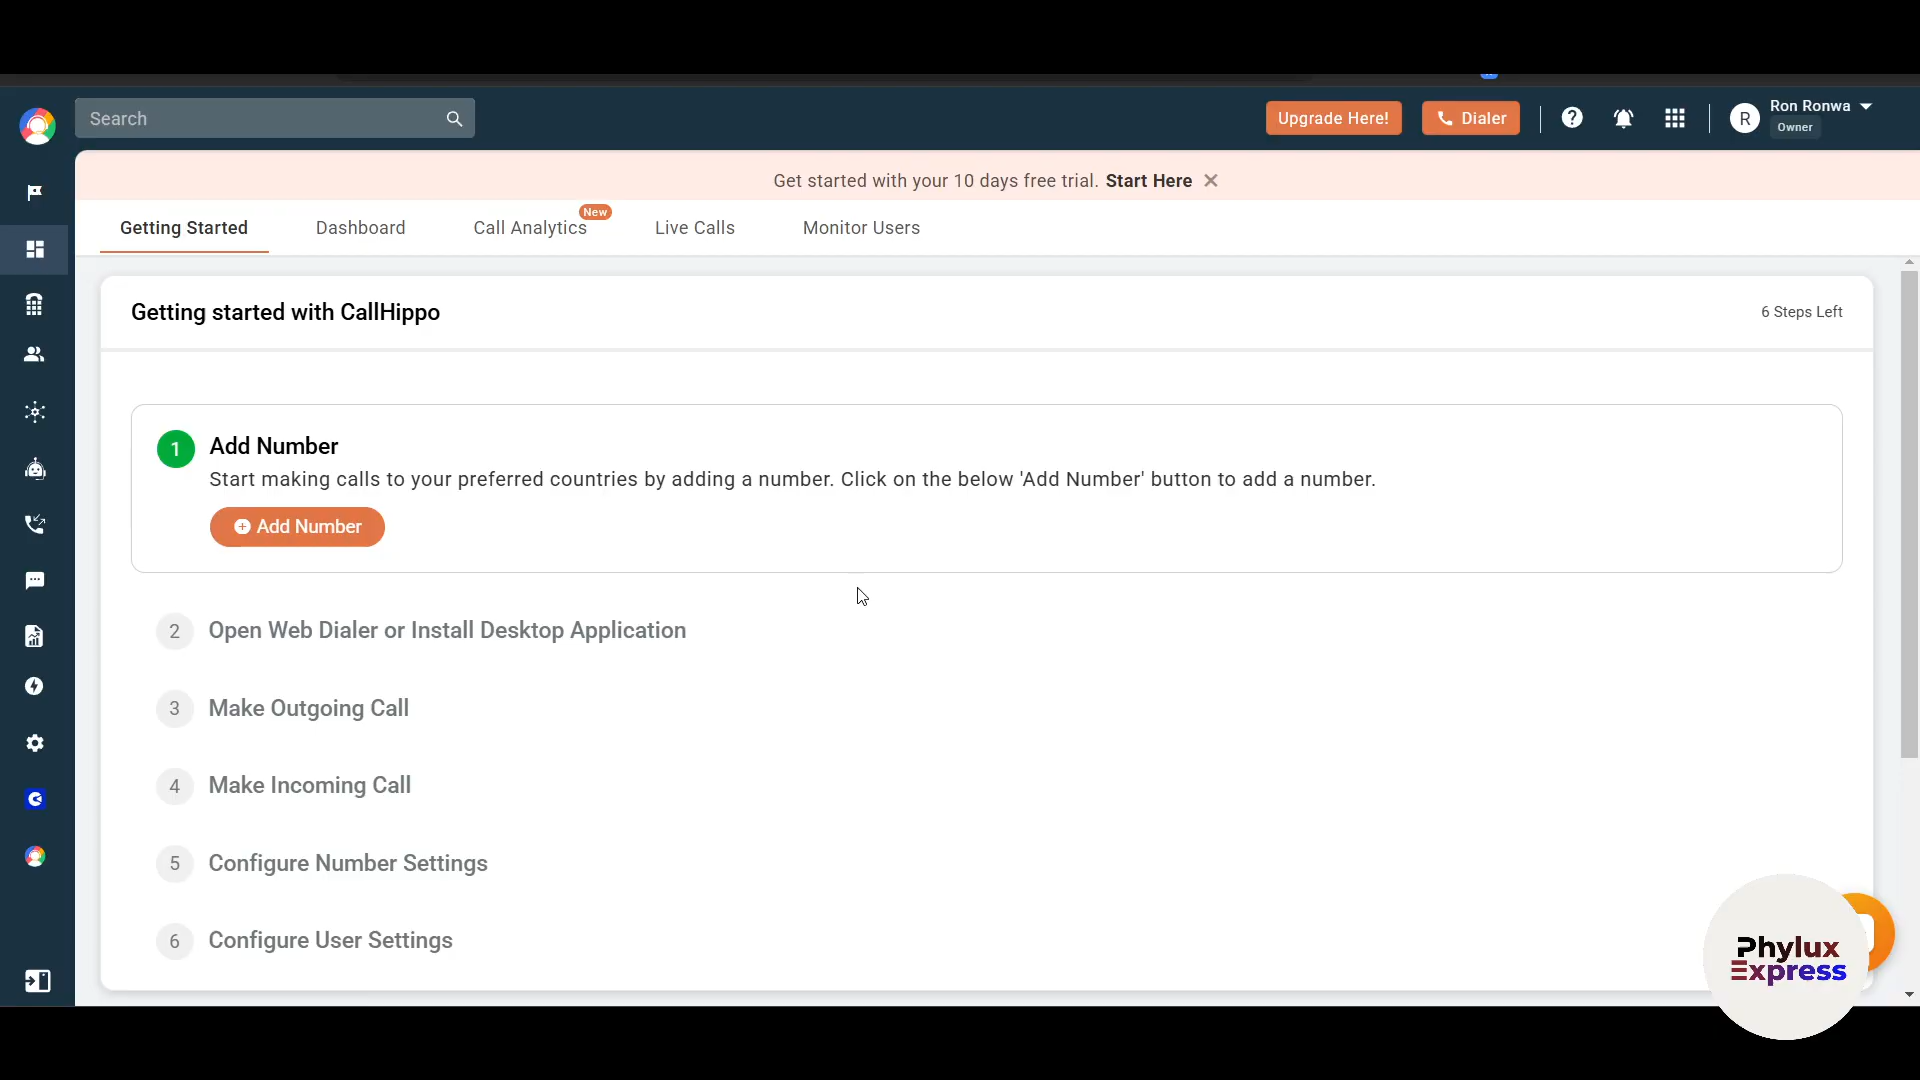 Search
Upgrade Here!
Dialer
R
Ron Ronwa
Owner
Get started with your 10 days free trial. Start Here
Getting Started
Dashboard
Call Analytics
New
Live Calls
Monitor Users
Getting started with CallHippo
6 Steps Left
1
Add Number
Start making calls to your preferred countries by adding a number. Click on the below 'Add Number' button to add a number.
Add Number
2
Open Web Dialer or Install Desktop Application
3
Make Outgoing Call
4
Make Incoming Call
5
Configure Number Settings
6
Configure User Settings
Phylux
Express